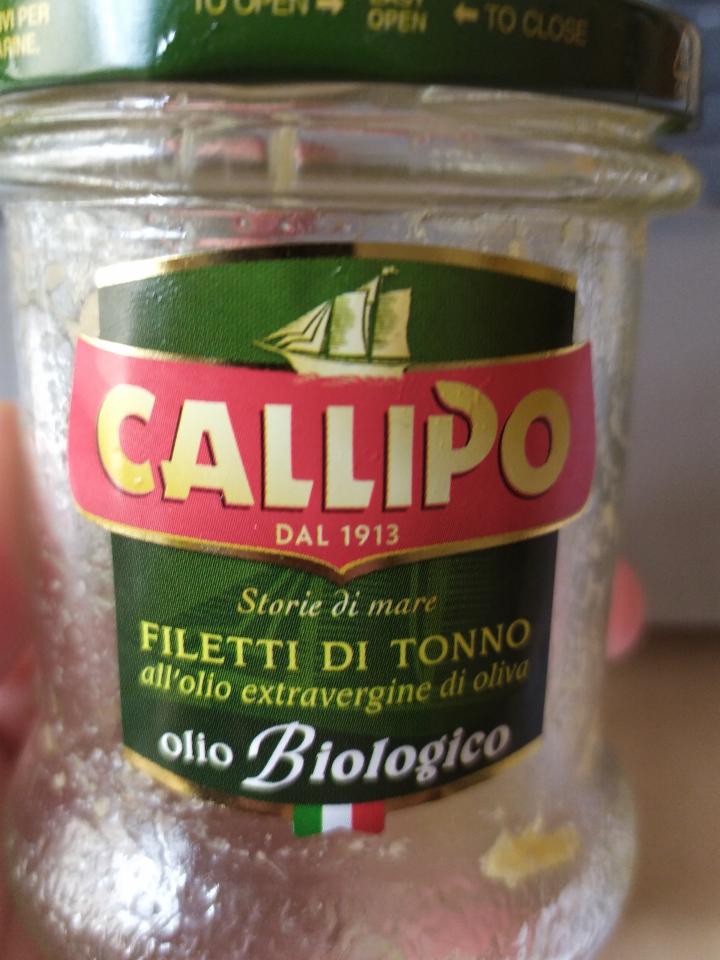 TO OPEN → EASY OPEN ← TO CLOSE
CALLIPO
DAL 1913
Storie di mare
FILETTI DI TONNO
all'olio extravergine di oliva
olio Biologico